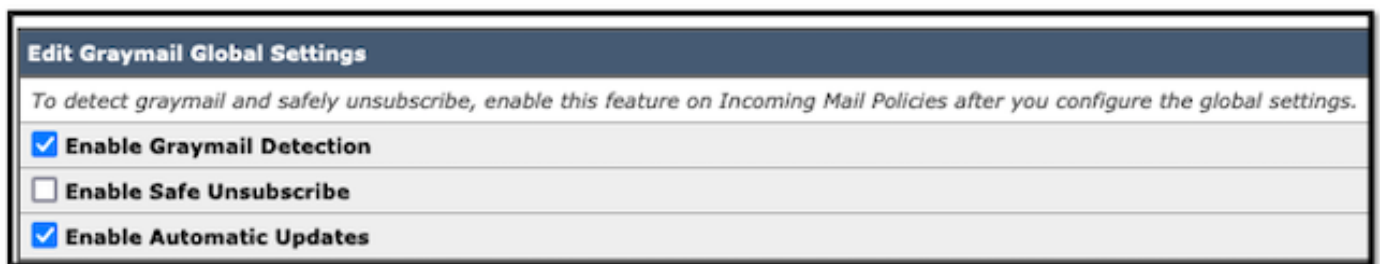 Edit Graymail Global Settings
To detect graymail and safely unsubscribe, enable this feature on Incoming Mail Policies after you configure the global settings.
Enable Graymail Detection
Enable Safe Unsubscribe
Enable Automatic Updates